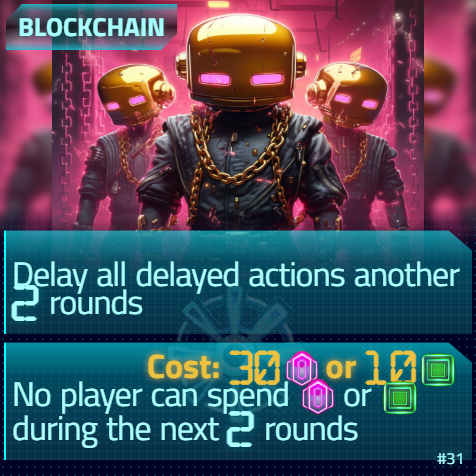 BLOCKCHAIN
Delay all delayed actions another
2 rounds
Cost: 30 or 10
No player can spend or
during the next 2 rounds
#31